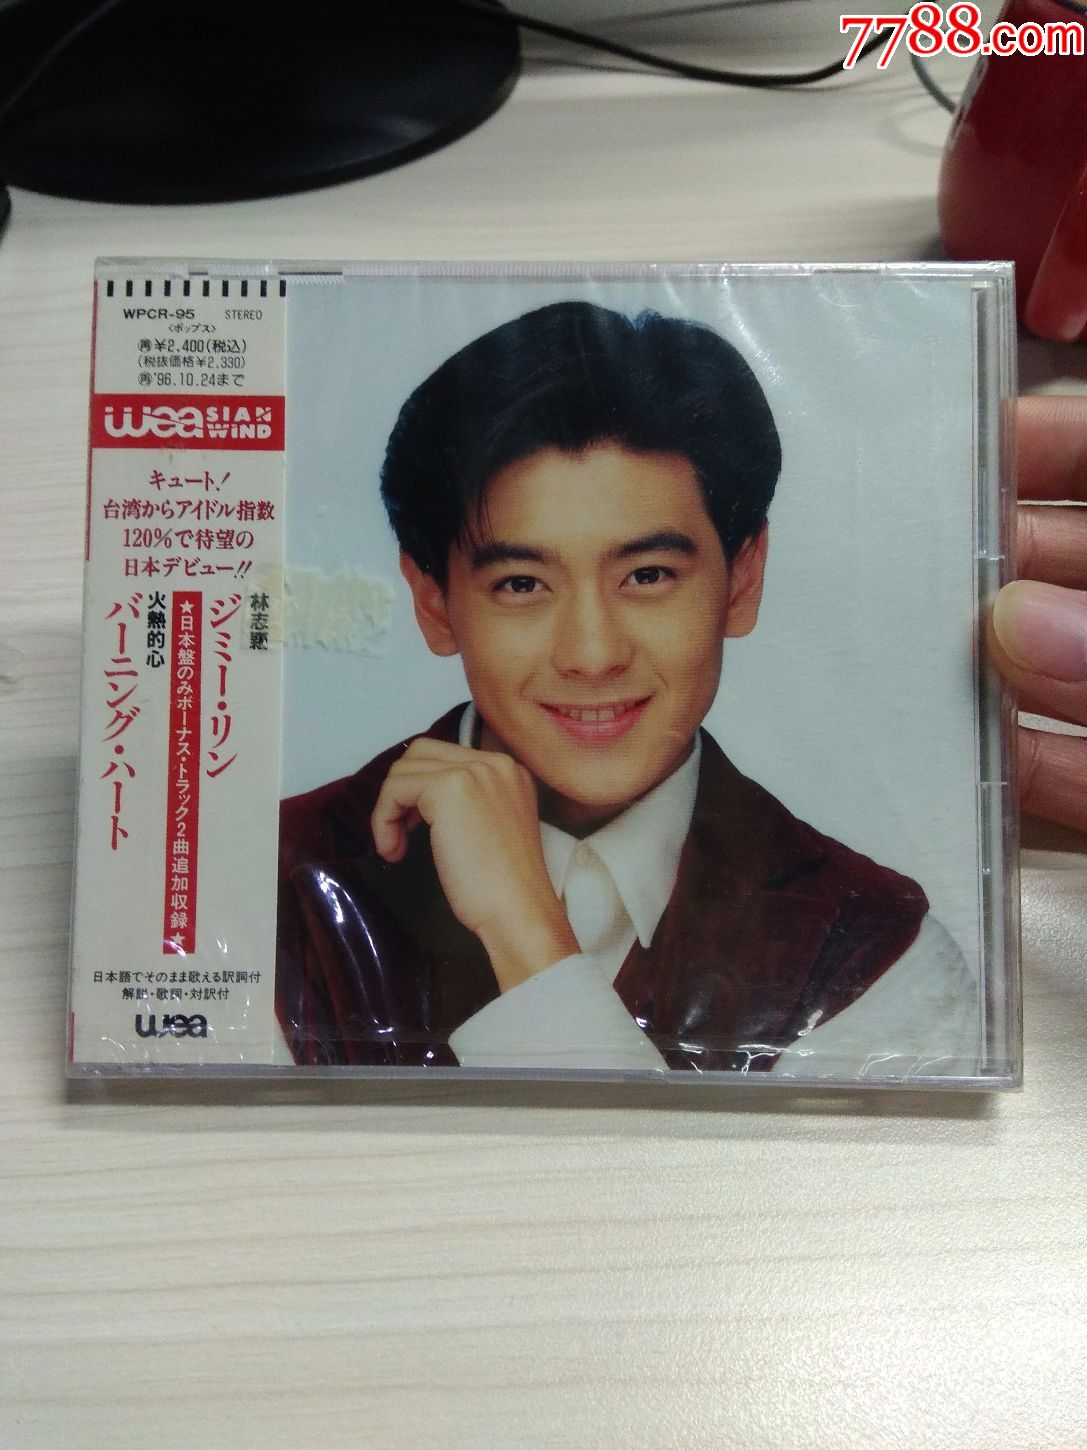 7788.com
WPCR-95 STEREO
〈ポップス〉
再¥2,400(税込)
(税抜価格¥2,330)
再'96.10.24まで
wea SIAN WIND
キュート!
台湾からアイドル指数
120%で待望の
日本デビュー!!
林志穎
ジミー・リン
★日本盤のみボーナス・トラック2曲追加収録★
火熱的心
バーニング・ハート
日本語でそのまま歌える訳詞付
解説・歌詞・対訳付
wea